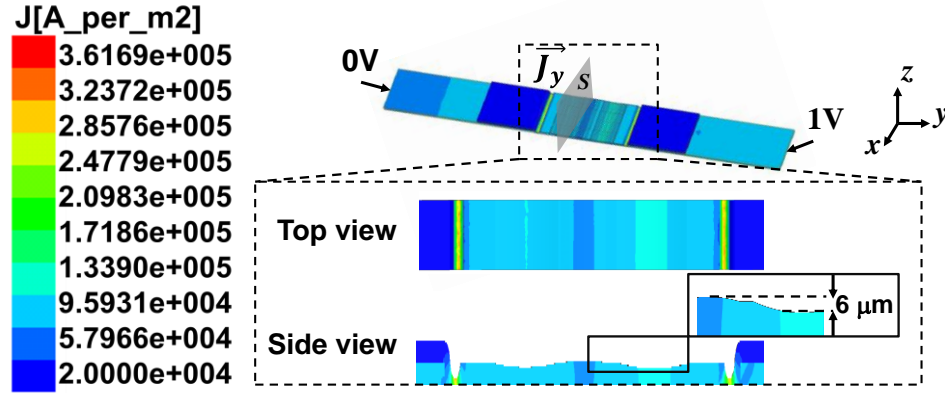 J[A_per_m2]
3.6169e+005
3.2372e+005
2.8576e+005
2.4779e+005
2.0983e+005
1.7186e+005
1.3390e+005
9.5931e+004
5.7966e+004
2.0000e+004
0V
J_y
S
1V
z
y
x
Top view
6 μm
Side view